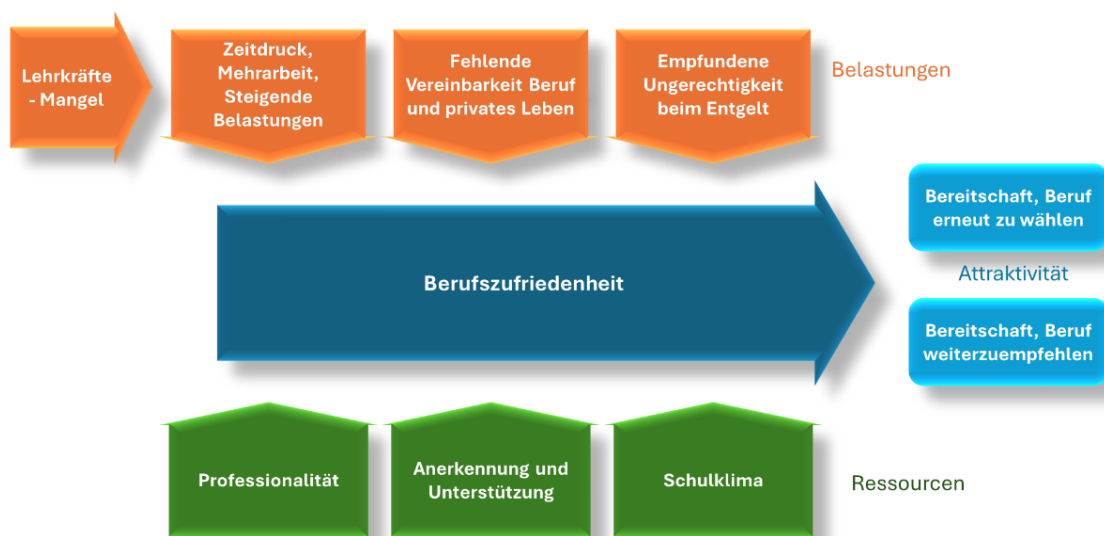 Lehrkräfte
- Mangel
Zeitdruck,
Mehrarbeit,
Steigende
Belastungen
Fehlende
Vereinbarkeit Beruf
und privates Leben
Empfundene
Ungerechtigkeit
beim Entgelt
Belastungen
Berufszufriedenheit
Bereitschaft, Beruf
erneut zu wählen
Attraktivität
Bereitschaft, Beruf
weiterzuempfehlen
Professionalität
Anerkennung und
Unterstützung
Schulklima
Ressourcen